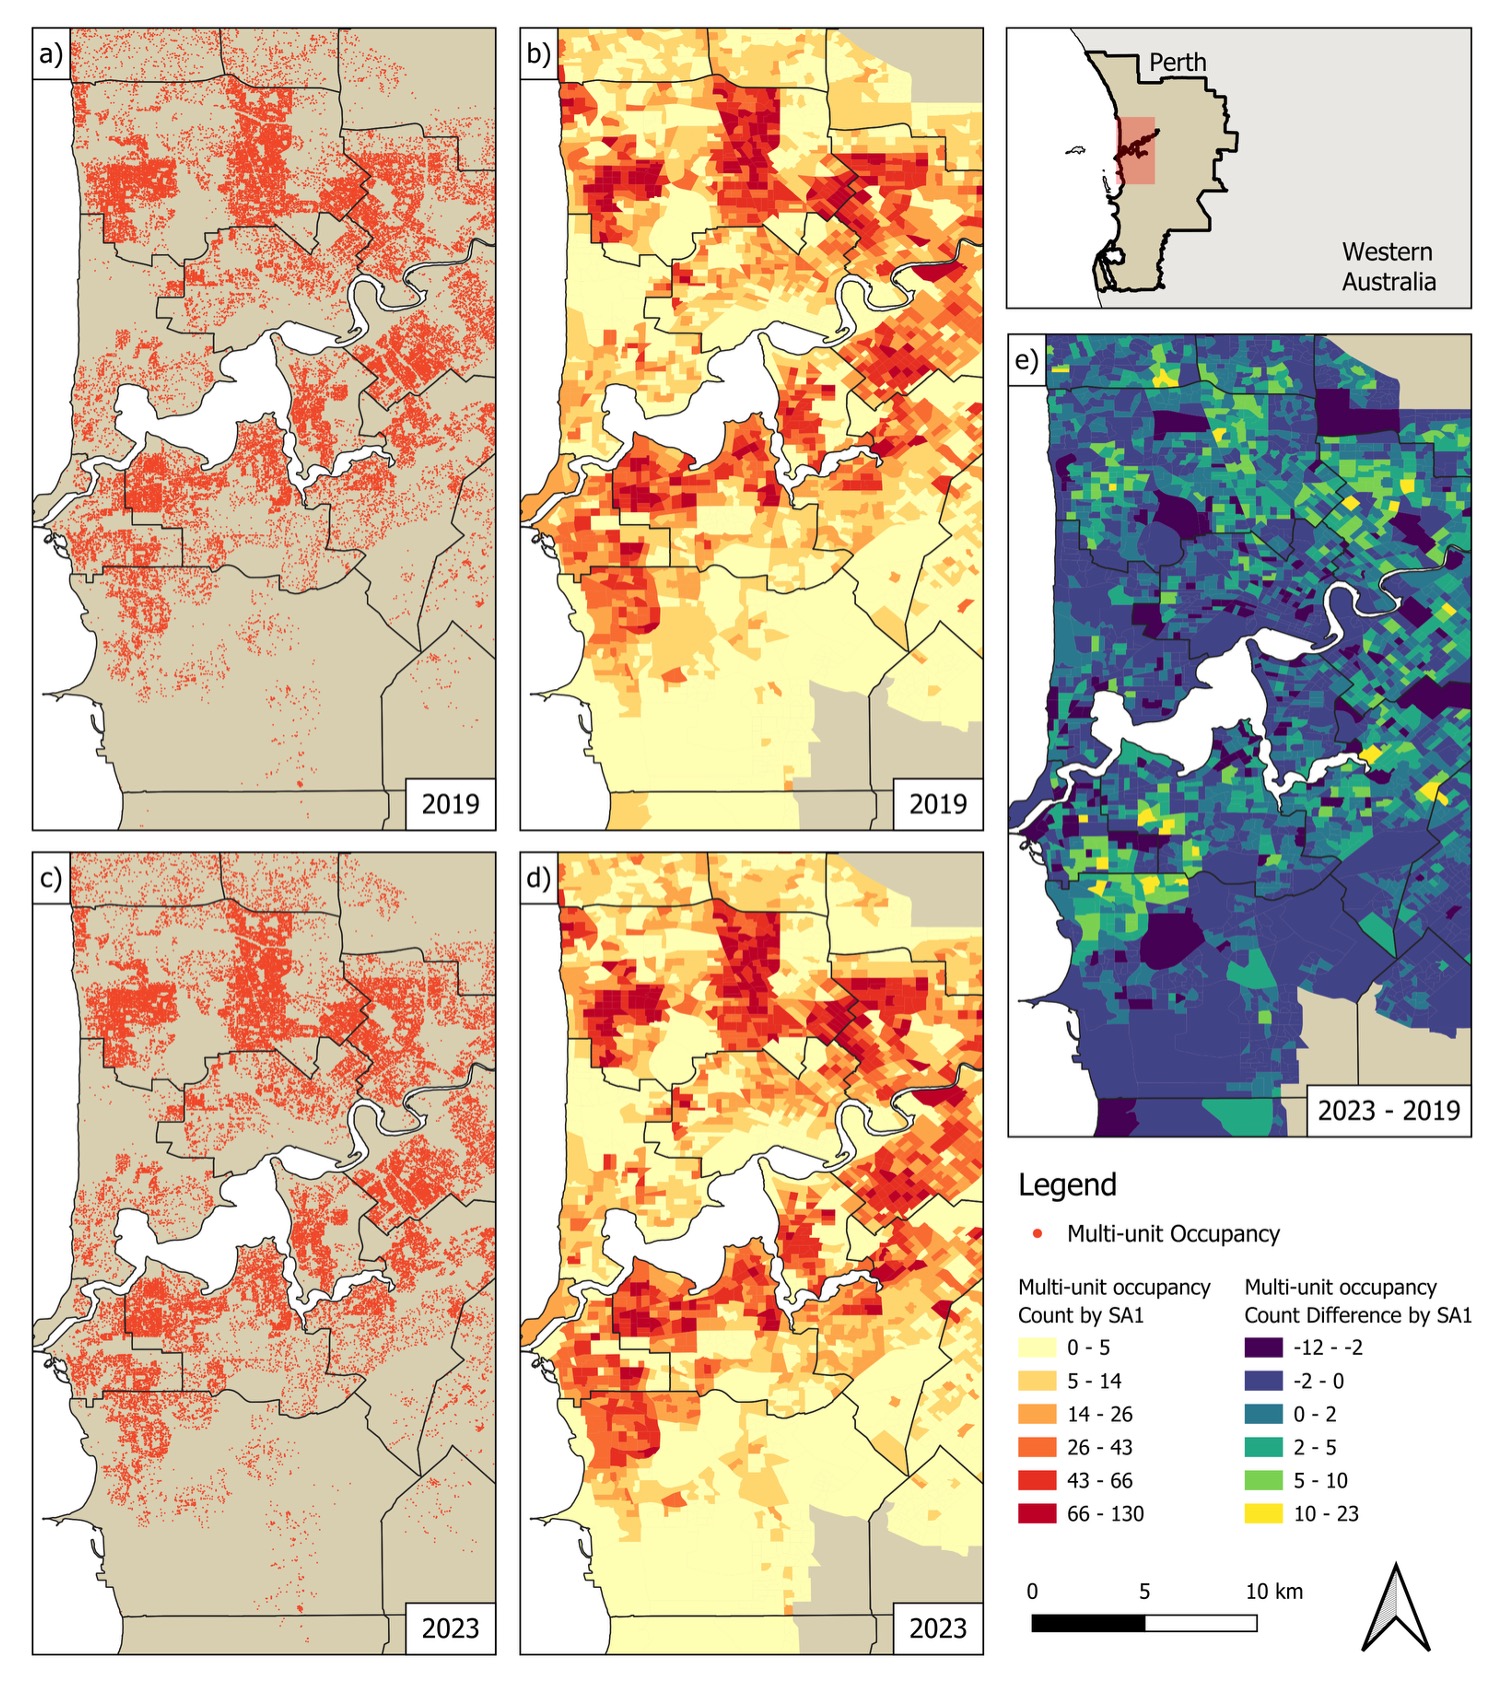 a)
2019
b)
2019
Perth
Western
Australia
e)
2023 - 2019
c)
2023
d)
2023
Legend
Multi-unit Occupancy
Multi-unit occupancy
Count by SA1
0 - 5
5 - 14
14 - 26
26 - 43
43 - 66
66 - 130
Multi-unit occupancy
Count Difference by SA1
-12 - -2
-2 - 0
0 - 2
2 - 5
5 - 10
10 - 23
0 5 10 km